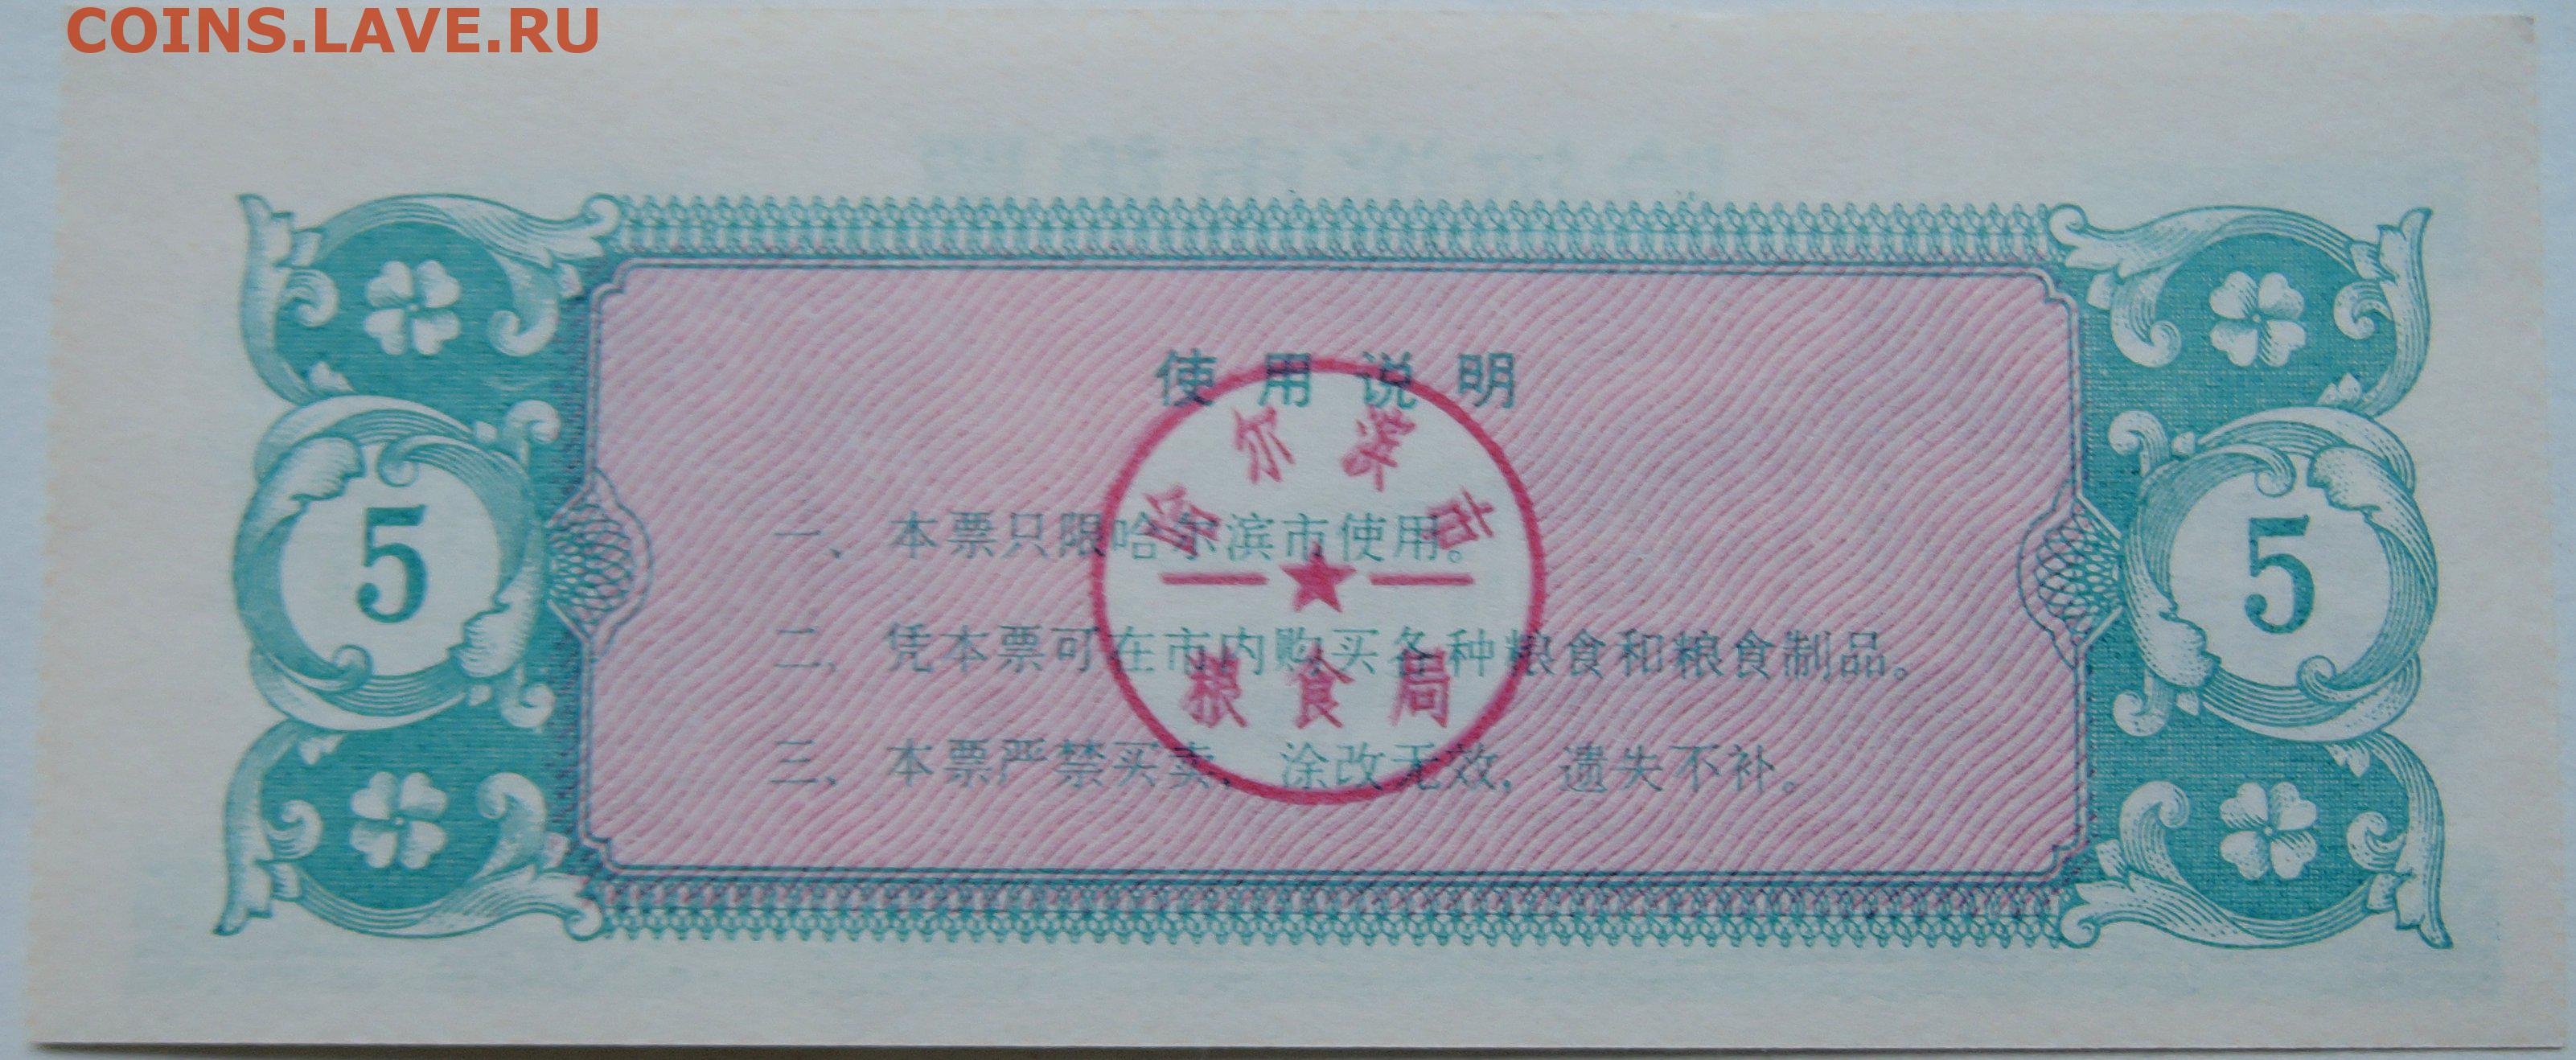 COINS.LAVE.RU
使用说明
一、本票只限哈尔滨市使用。
二、凭本票可在市内购买各种粮食和粮食制品。
三、本票严禁买卖，涂改无效，遗失不补。
哈尔滨市
粮食局
5
5